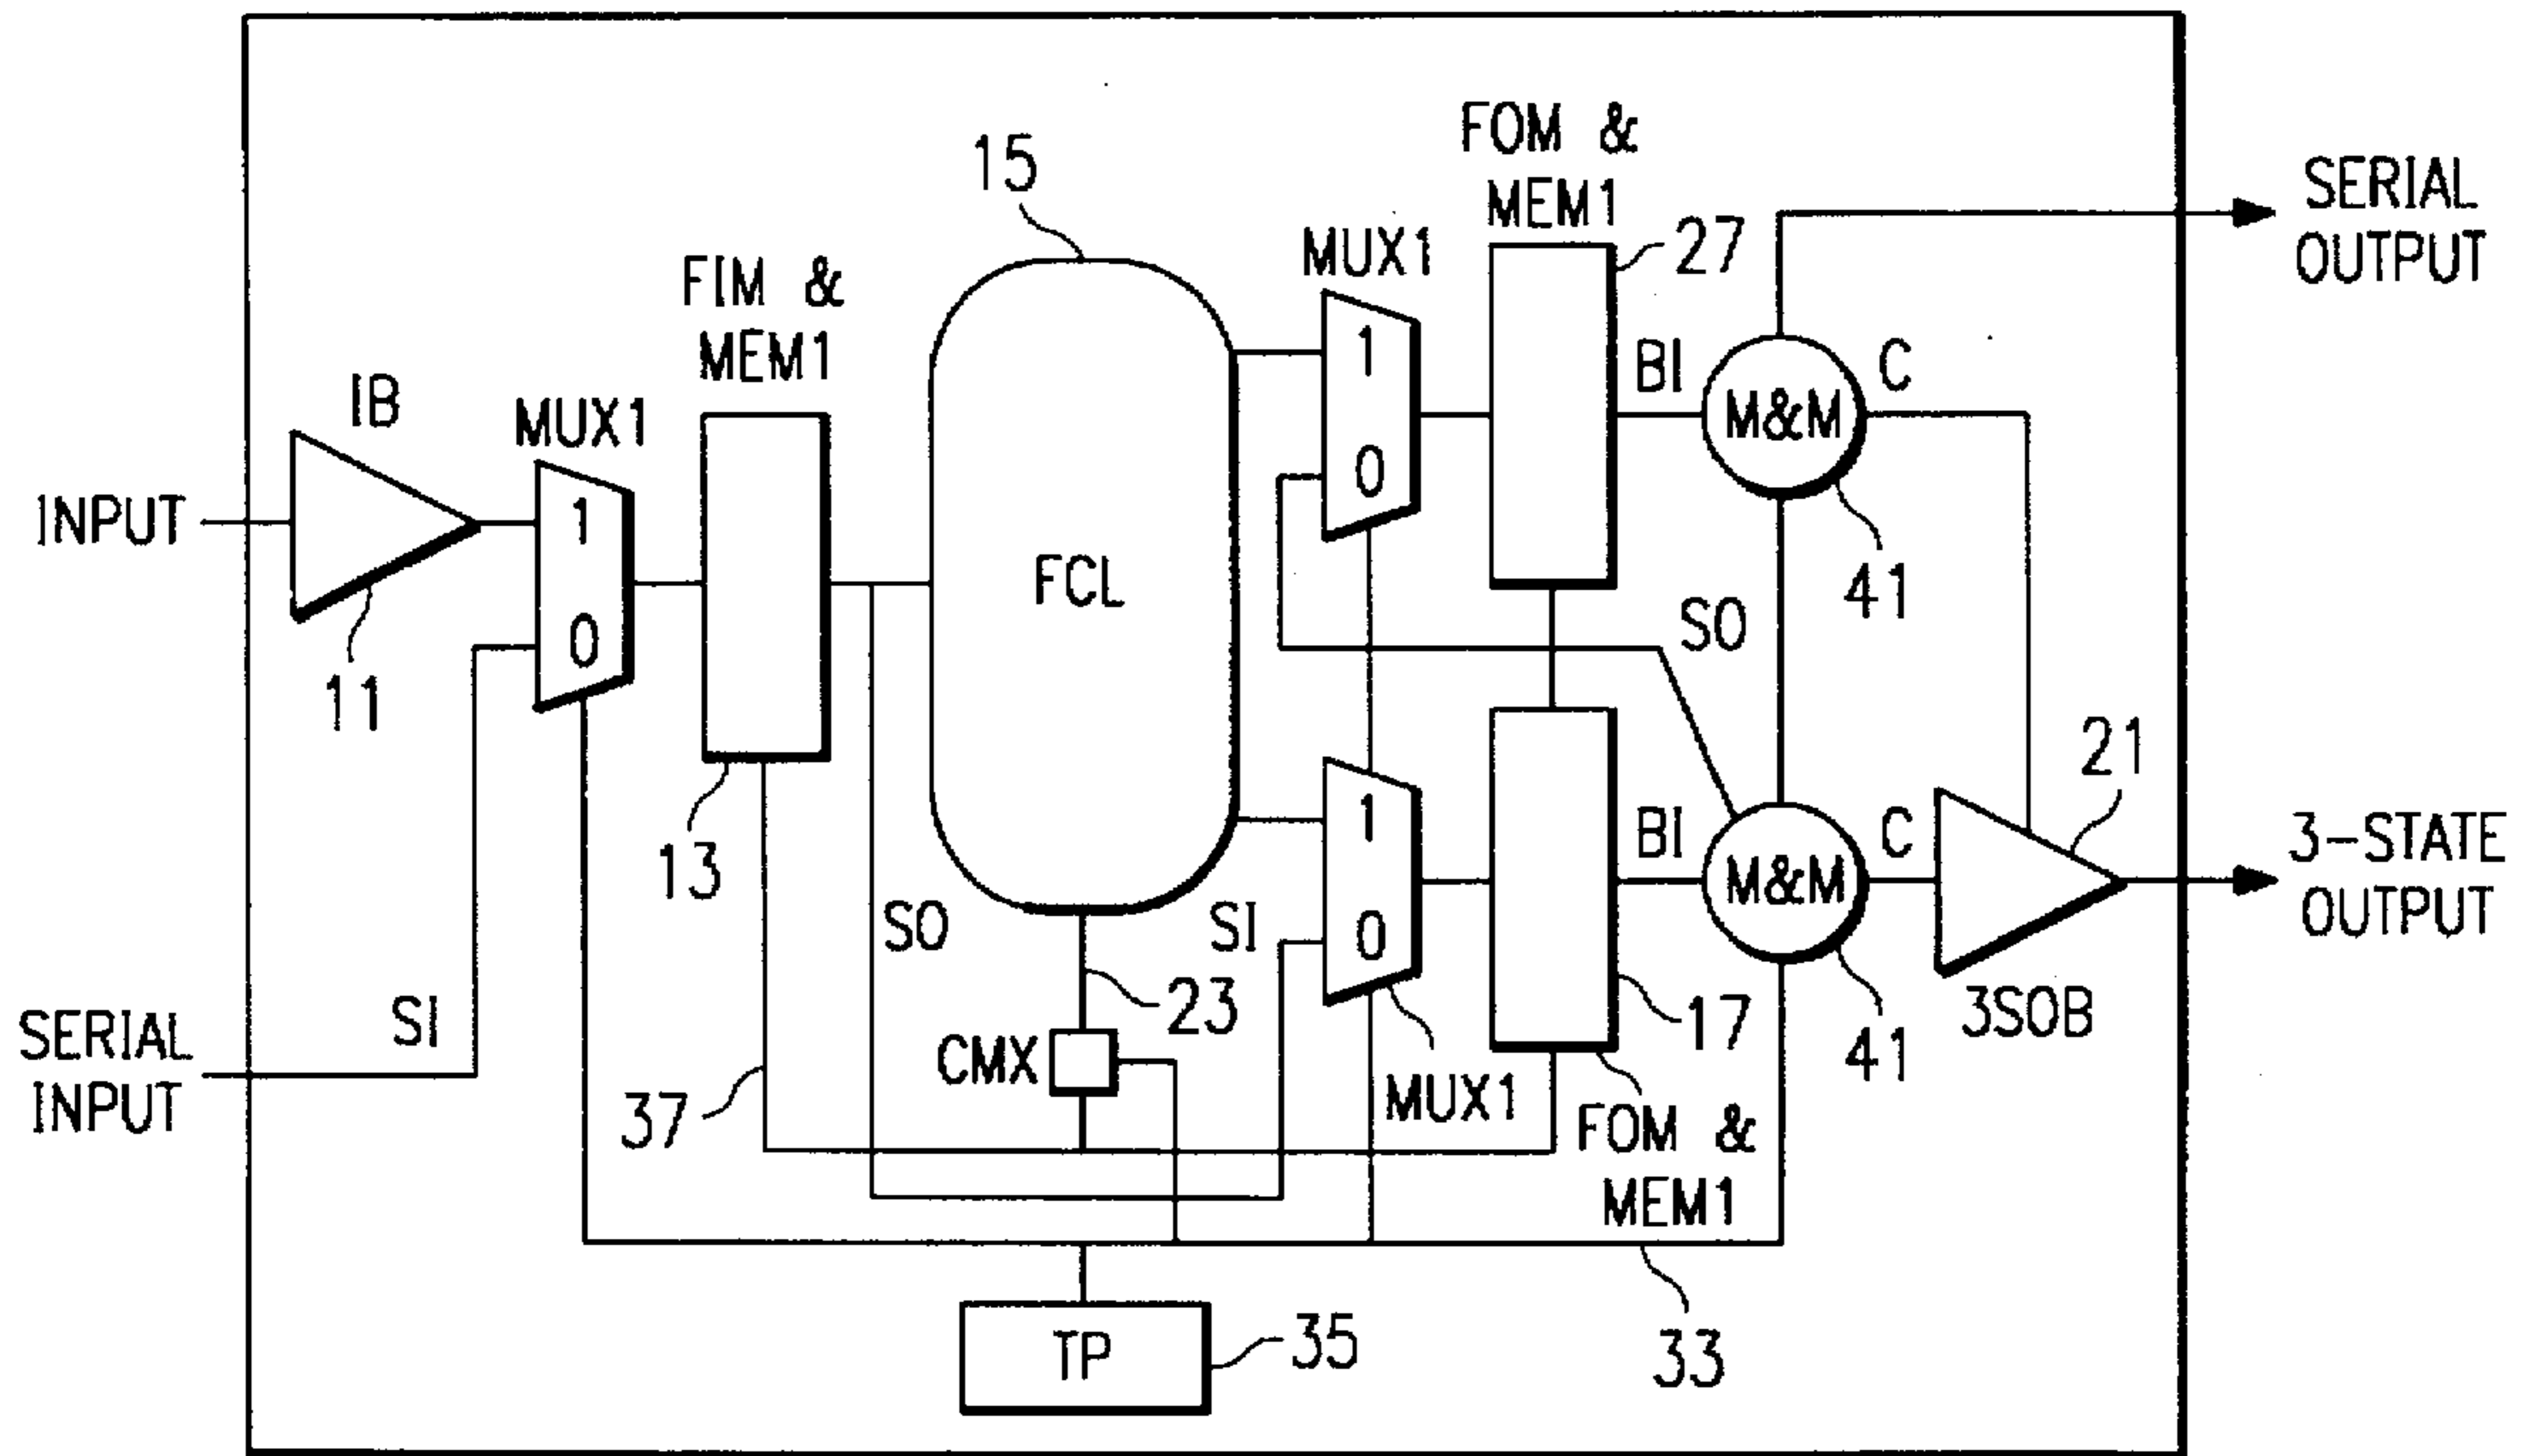 15
FOM &
MEM1
27
SERIAL
OUTPUT
MUX1
FIM &
MEM1
1
0
BI
M&M
C
IB
MUX1
1
0
INPUT
11
FCL
41
SO
13
1
0
BI
M&M
C
21
3-STATE
OUTPUT
SO
SI
SI
SERIAL
INPUT
23
CMX
37
MUX1
17
FOM &
MEM1
41
3SOB
TP
35
33